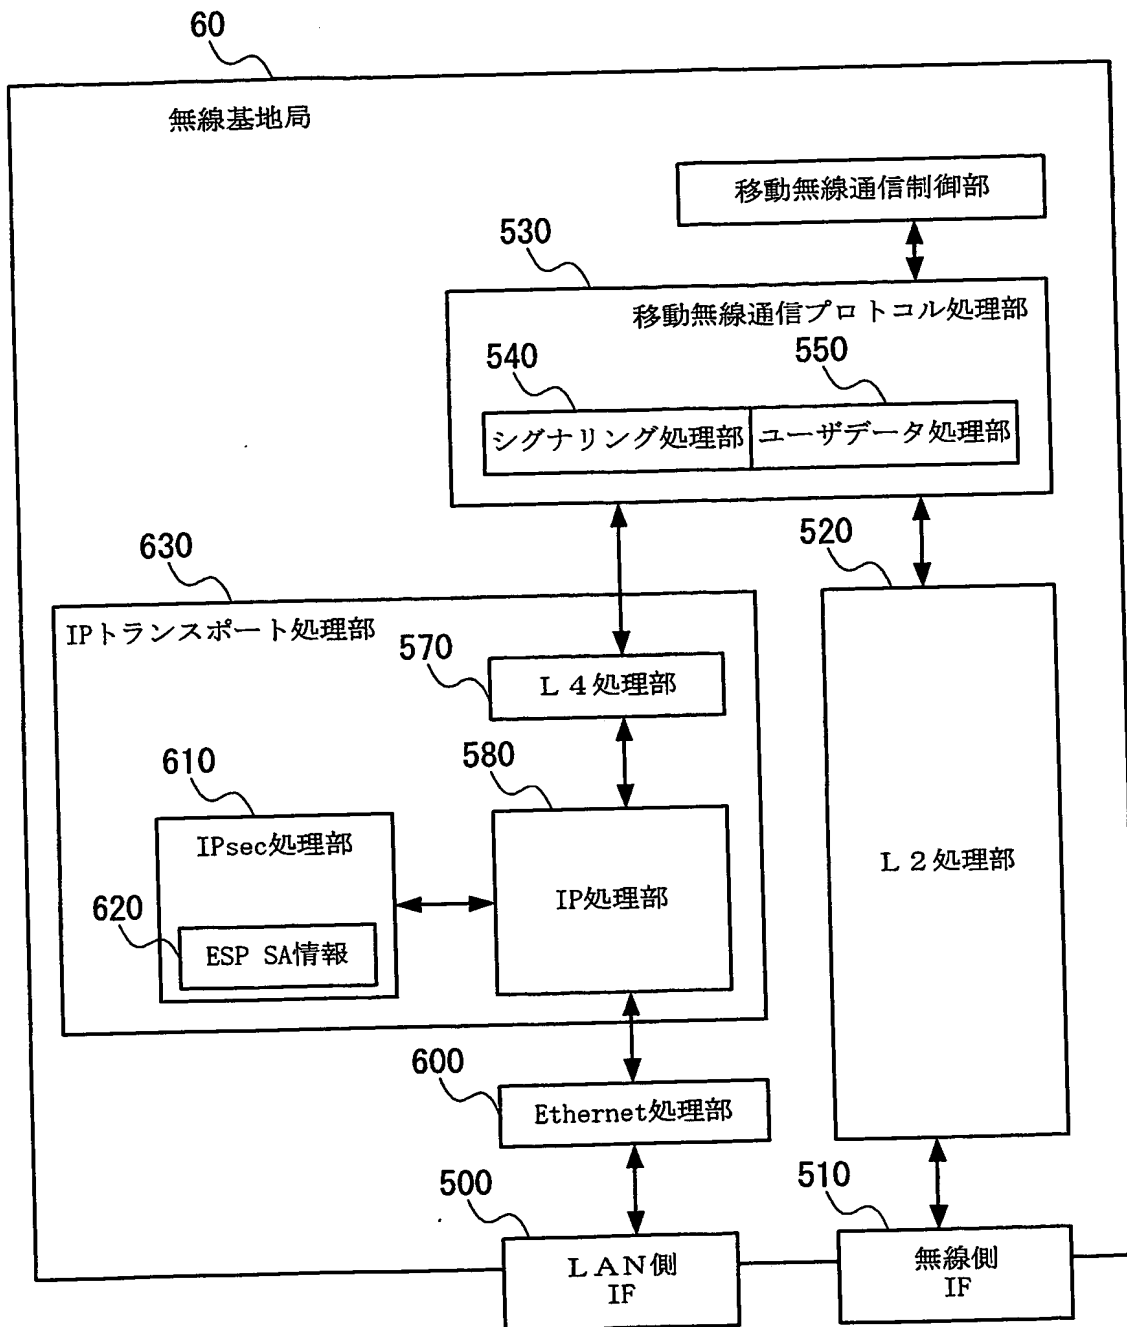 60
無線基地局
移動無線通信制御部
530
移動無線通信プロトコル処理部
540
550
シグナリング処理部
ユーザデータ処理部
520
630
IPトランスポート処理部
570
L4処理部
610
580
IPsec処理部
L2処理部
IP処理部
620
ESP SA情報
600
Ethernet処理部
500
510
LAN側
IF
無線側
IF